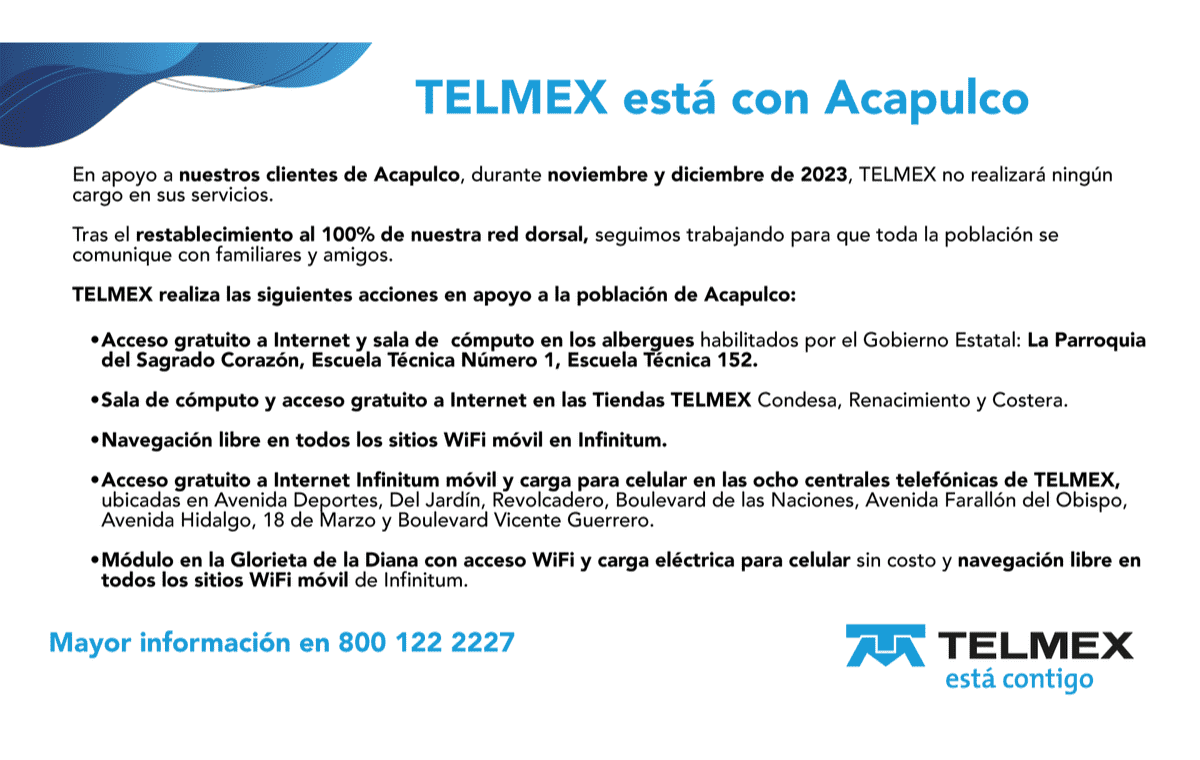 TELMEX está con Acapulco
En apoyo a nuestros clientes de Acapulco, durante noviembre y diciembre de 2023, TELMEX no realizará ningún
cargo en sus servicios.
Tras el restablecimiento al 100% de nuestra red dorsal, seguimos trabajando para que toda la población se
comunique con familiares y amigos.
TELMEX realiza las siguientes acciones en apoyo a la población de Acapulco:
•Acceso gratuito a Internet y sala de  cómputo en los albergues habilitados por el Gobierno Estatal: La Parroquia
del Sagrado Corazón, Escuela Técnica Número 1, Escuela Técnica 152.
•Sala de cómputo y acceso gratuito a Internet en las Tiendas TELMEX Condesa, Renacimiento y Costera.
•Navegación libre en todos los sitios WiFi móvil en Infinitum.
•Acceso gratuito a Internet Infinitum móvil y carga para celular en las ocho centrales telefónicas de TELMEX,
ubicadas en Avenida Deportes, Del Jardín, Revolcadero, Boulevard de las Naciones, Avenida Farallón del Obispo,
Avenida Hidalgo, 18 de Marzo y Boulevard Vicente Guerrero.
•Módulo en la Glorieta de la Diana con acceso WiFi y carga eléctrica para celular sin costo y navegación libre en
todos los sitios WiFi móvil de Infinitum.
Mayor información en 800 122 2227
TELMEX
está contigo